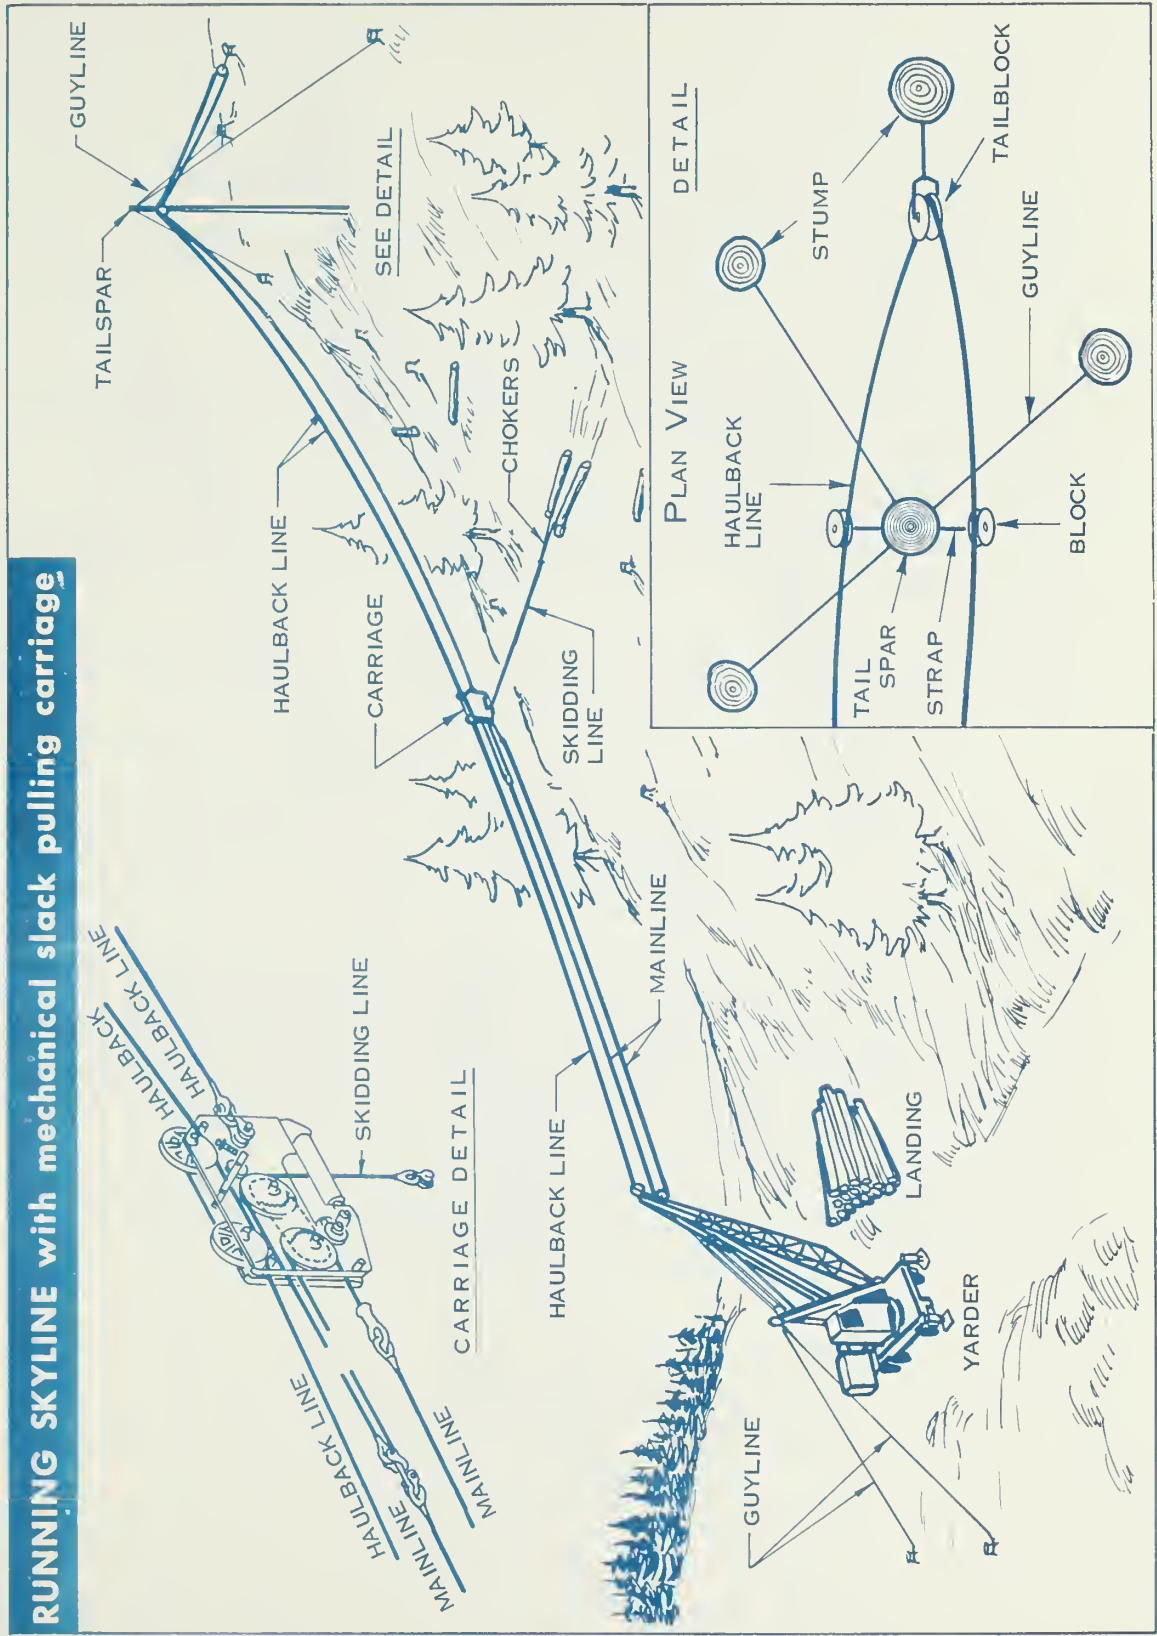 RUNNING SKYLINE with mechanical slack pulling carriage
HAULBACK LINE
HAULBACK
HAULBACK LINE
SKIDDING LINE
HAULBACK LINE
MAINLINE
MAINLINE
CARRIAGE DETAIL
TAILSPAR
GUYLINE
HAULBACK LINE
CARRIAGE
SEE DETAIL
CHOKERS
SKIDDING
LINE
HAULBACK LINE
MAINLINE
GUYLINE
YARDER
LANDING
PLAN VIEW
DETAIL
HAULBACK
LINE
STUMP
TAILBLOCK
GUYLINE
TAIL
SPAR
STRAP
BLOCK